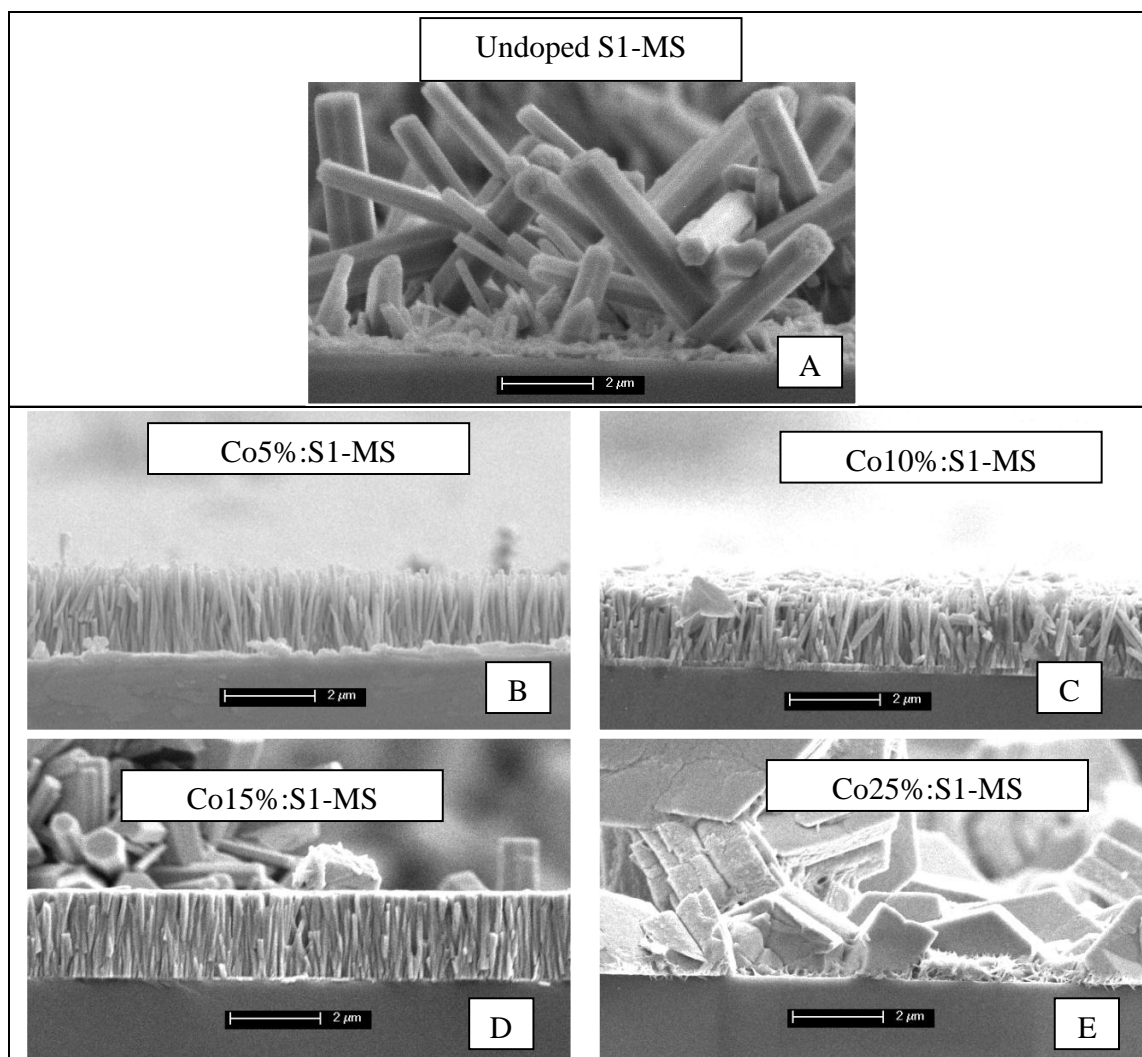 Undoped S1-MS
A
2 μm
Co5%:S1-MS
Co10%:S1-MS
B
2 μm
C
2 μm
Co15%:S1-MS
Co25%:S1-MS
D
2 μm
E
2 μm